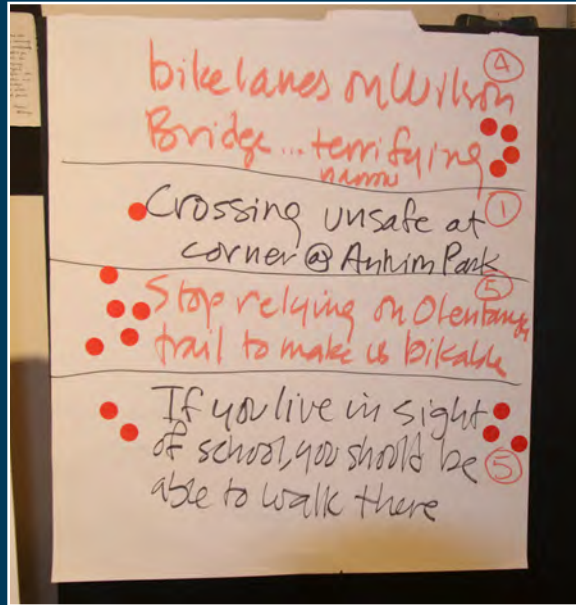 bike lanes on Wilson
4
Bridge... terrifying
narrow
Crossing unsafe at
1
corner @ Park
5
Stop relying on Olentangy
trail to make us bikable
If you live in sight
of school, you should be
5
able to walk there